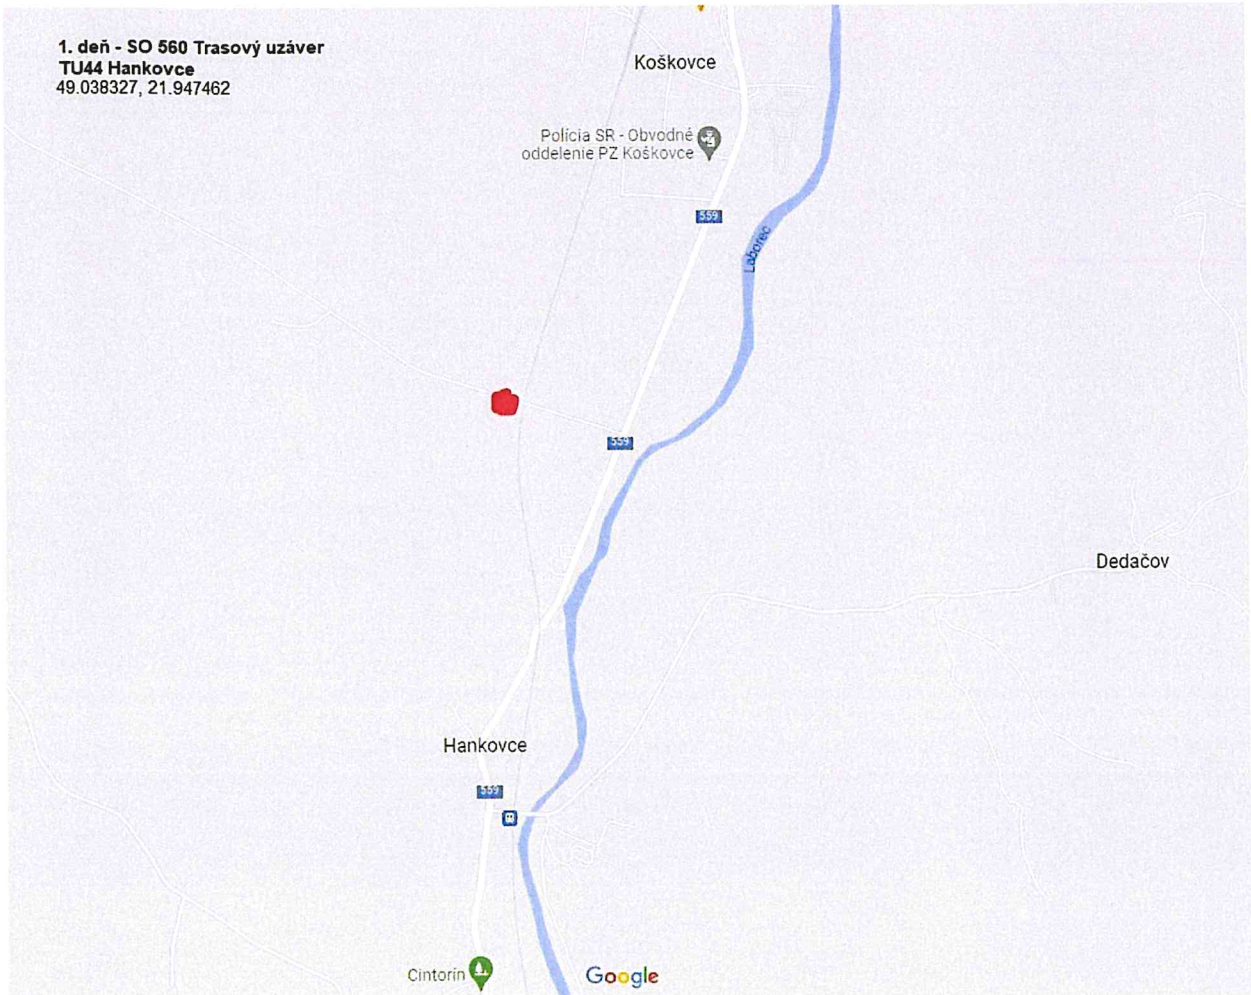 1. deň - SO 560 Trasový uzáver
TU44 Hankovce
49.038327, 21.947462
Koškovce
Polícia SR - Obvodné
oddelenie PZ Koškovce
559
Laborec
559
Dedačov
Hankovce
559
Cintorín
Google